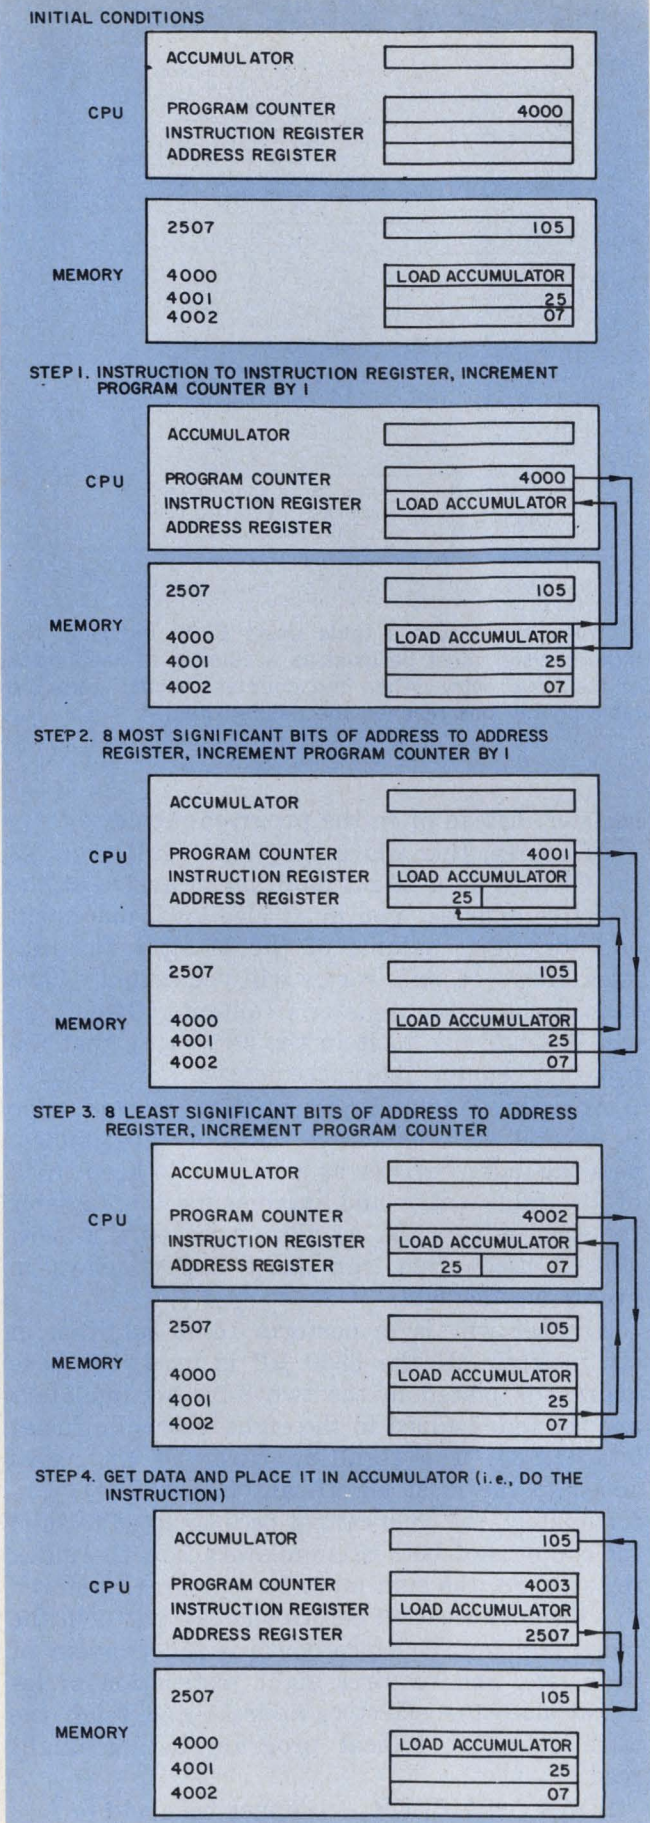 INITIAL CONDITIONS
ACCUMULATOR
CPU
PROGRAM COUNTER 4000
INSTRUCTION REGISTER
ADDRESS REGISTER
2507 105
MEMORY
4000 LOAD ACCUMULATOR
4001 25
4002 07
STEP 1. INSTRUCTION TO INSTRUCTION REGISTER, INCREMENT
PROGRAM COUNTER BY 1
ACCUMULATOR
CPU
PROGRAM COUNTER 4000
INSTRUCTION REGISTER LOAD ACCUMULATOR
ADDRESS REGISTER
2507 105
MEMORY
4000 LOAD ACCUMULATOR
4001 25
4002 07
STEP 2. 8 MOST SIGNIFICANT BITS OF ADDRESS TO ADDRESS
REGISTER, INCREMENT PROGRAM COUNTER BY 1
ACCUMULATOR
CPU
PROGRAM COUNTER 4001
INSTRUCTION REGISTER LOAD ACCUMULATOR
ADDRESS REGISTER 25
2507 105
MEMORY
4000 LOAD ACCUMULATOR
4001 25
4002 07
STEP 3. 8 LEAST SIGNIFICANT BITS OF ADDRESS TO ADDRESS
REGISTER, INCREMENT PROGRAM COUNTER
ACCUMULATOR
CPU
PROGRAM COUNTER 4002
INSTRUCTION REGISTER LOAD ACCUMULATOR
ADDRESS REGISTER 25 07
2507 105
MEMORY
4000 LOAD ACCUMULATOR
4001 25
4002 07
STEP 4. GET DATA AND PLACE IT IN ACCUMULATOR (i.e., DO THE
INSTRUCTION)
ACCUMULATOR 105
CPU
PROGRAM COUNTER 4003
INSTRUCTION REGISTER LOAD ACCUMULATOR
ADDRESS REGISTER 2507
2507 105
MEMORY
4000 LOAD ACCUMULATOR
4001 25
4002 07